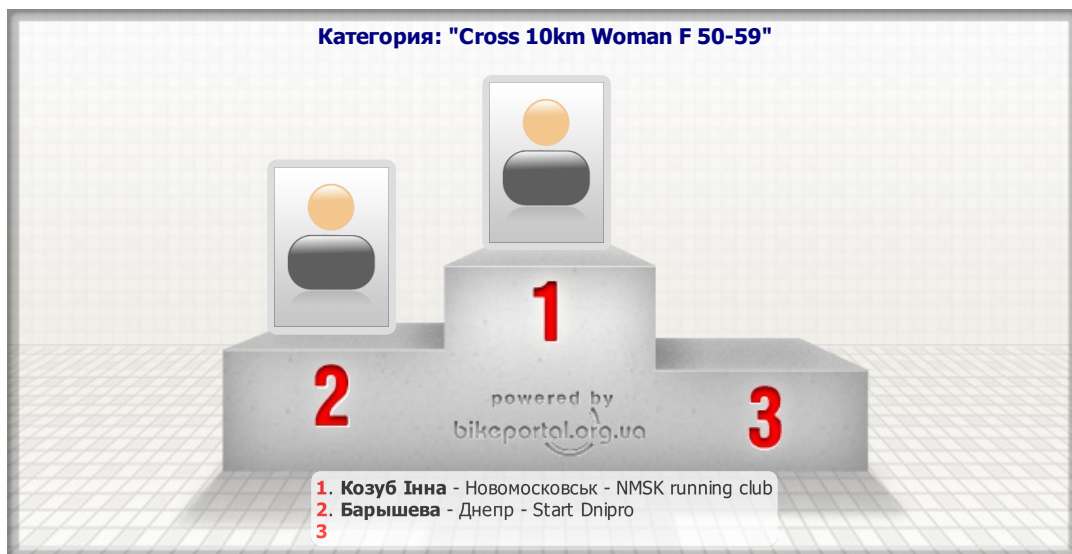 Категория: "Cross 10km Woman F 50-59"
1
2
3
powered by
bikeportal.org.ua
1. Козуб Інна - Новомосковськ - NMSK running club
2. Барышева - Днепр - Start Dnipro
3